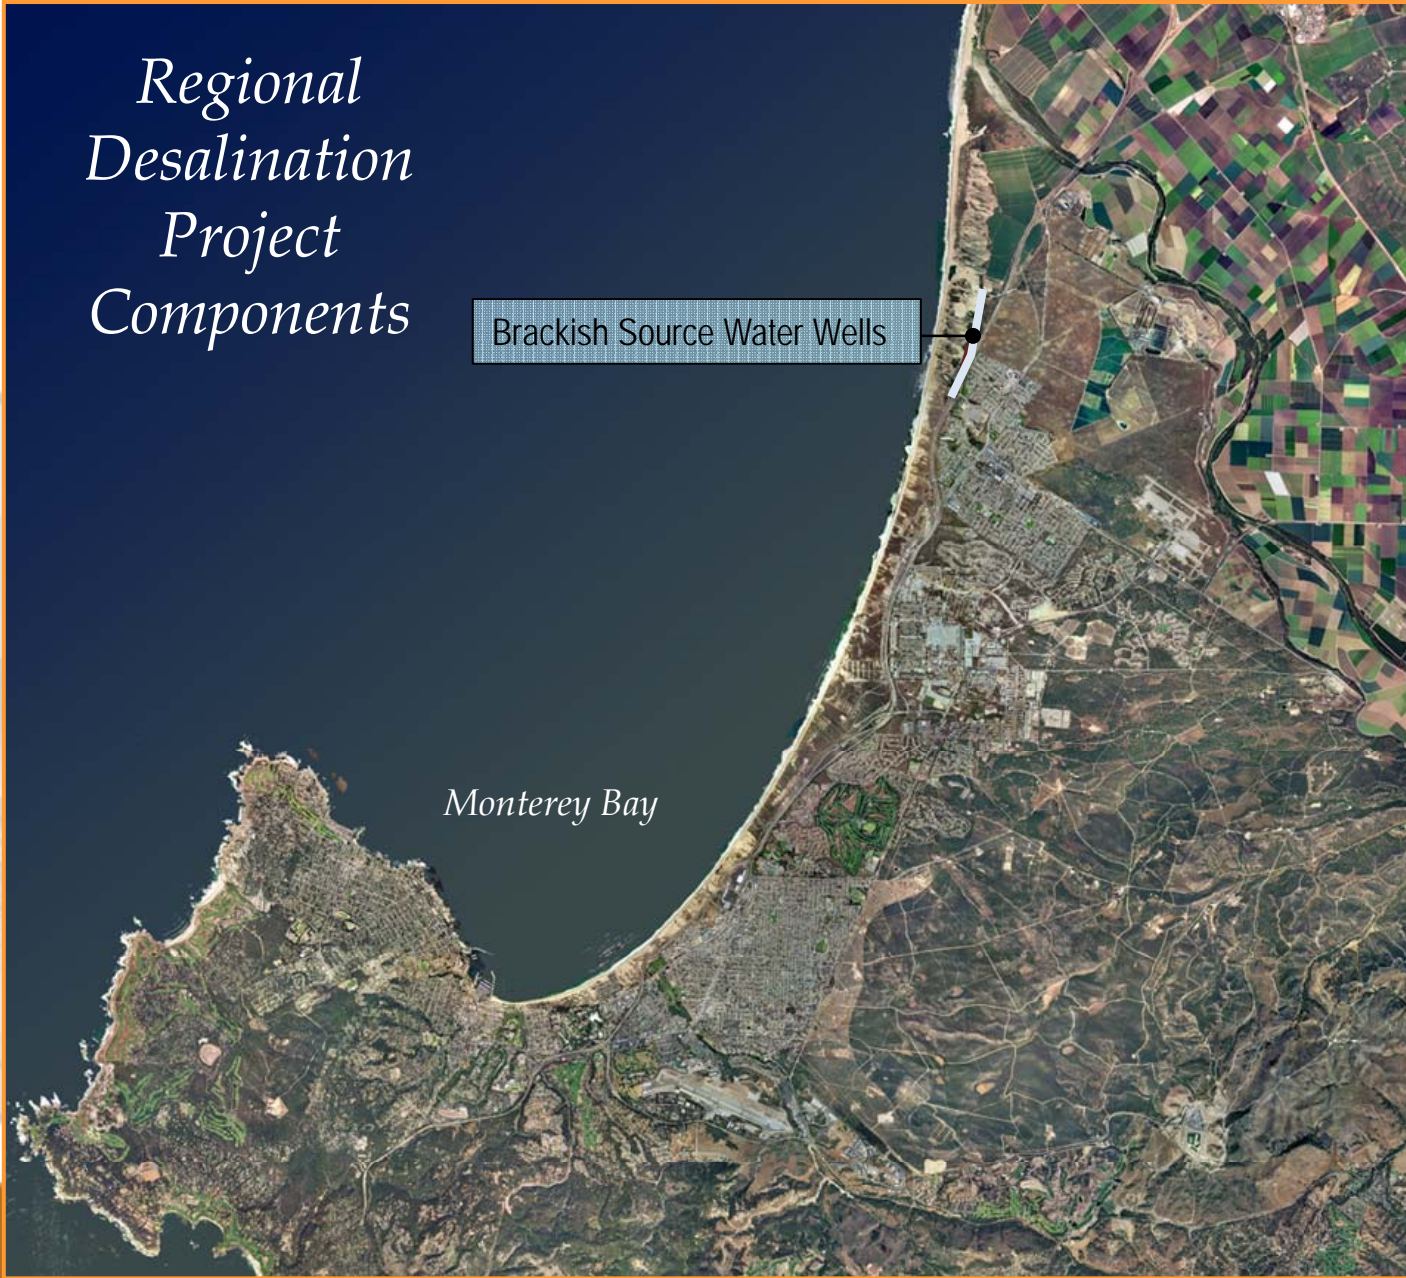 Regional
Desalination
Project
Components
Brackish Source Water Wells
Monterey Bay